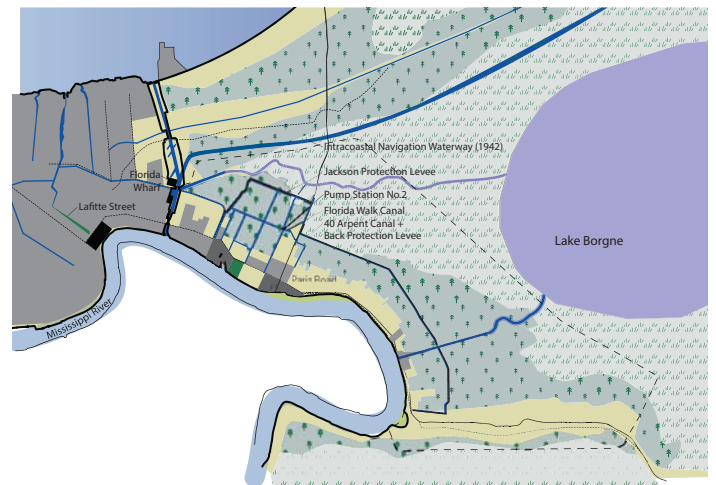 Intracoastal Navigation Waterway (1942)
Jackson Protection Levee
Florida
Wharf
Pump Station No.2
Lafitte Street
Florida Walk Canal
40 Arpent Canal +
Back Protection Levee
Lake Borgne
Paris Road
Mississippi River